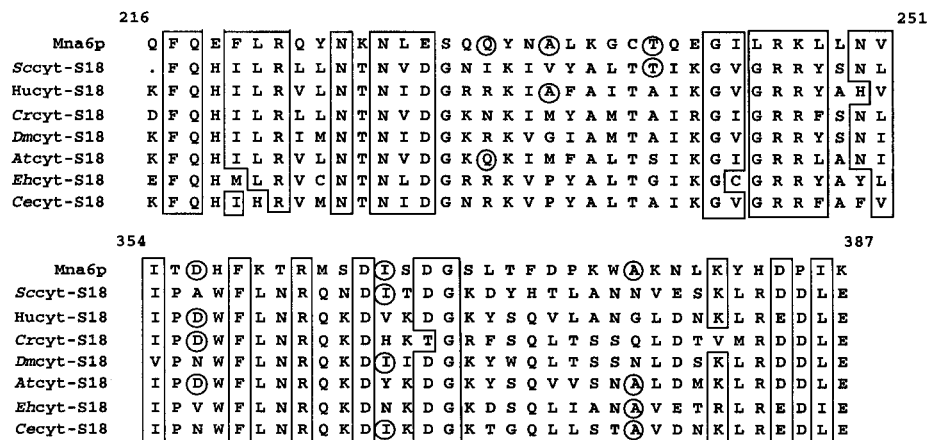 216 251
Mna6p Q F Q E F L R Q Y N K N L E S Q Q Y N A L K G C T Q E G I L R K L L N V
Sccyt-S18 . F Q H I L R L L N T N V D G N I K I V Y A L T T I K G V G R R Y S N L
Hucyt-S18 K F Q H I L R V L N T N I D G R R K I A F A I T A I K G V G R R Y A H V
Crcyt-S18 D F Q H I L R L L N T N V D G K N K I M Y A M T A I R G I G R R F S N L
Dmcyt-S18 K F Q H I L R I M N T N I D G K R K V G I A M T A I K G V G R R Y S N I
Atcyt-S18 K F Q H I L R V L N T N V D G K Q K I M F A L T S I K G I G R R L A N I
Ehcyt-S18 E F Q H M L R V C N T N L D G R R K V P Y A L T G I K G C G R R Y A Y L
Cecyt-S18 K F Q H I H R V M N T N I D G N R K V P Y A L T A I K G V G R R F A F V
354 387
Mna6p I T D H F K T R M S D I S D G S L T F D P K W A K N L K Y H D P I K
Sccyt-S18 I P A W F L N R Q N D I T D G K D Y H T L A N N V E S K L R D D L E
Hucyt-S18 I P D W F L N R Q K D V K D G K Y S Q V L A N G L D N K L R E D L E
Crcyt-S18 I P D W F L N R Q K D H K T G R F S Q L T S S Q L D T V M R D D L E
Dmcyt-S18 V P N W F L N R Q K D I I D G K Y W Q L T S S N L D S K L R D D L E
Atcyt-S18 I P D W F L N R Q K D Y K D G K Y S Q V V S N A L D M K L R D D L E
Ehcyt-S18 I P V W F L N R Q K D N K D G K D S Q L I A N A V E T R L R E D I E
Cecyt-S18 I P N W F L N R Q K D I K D G K T G Q L L S T A V D N K L R E D L E